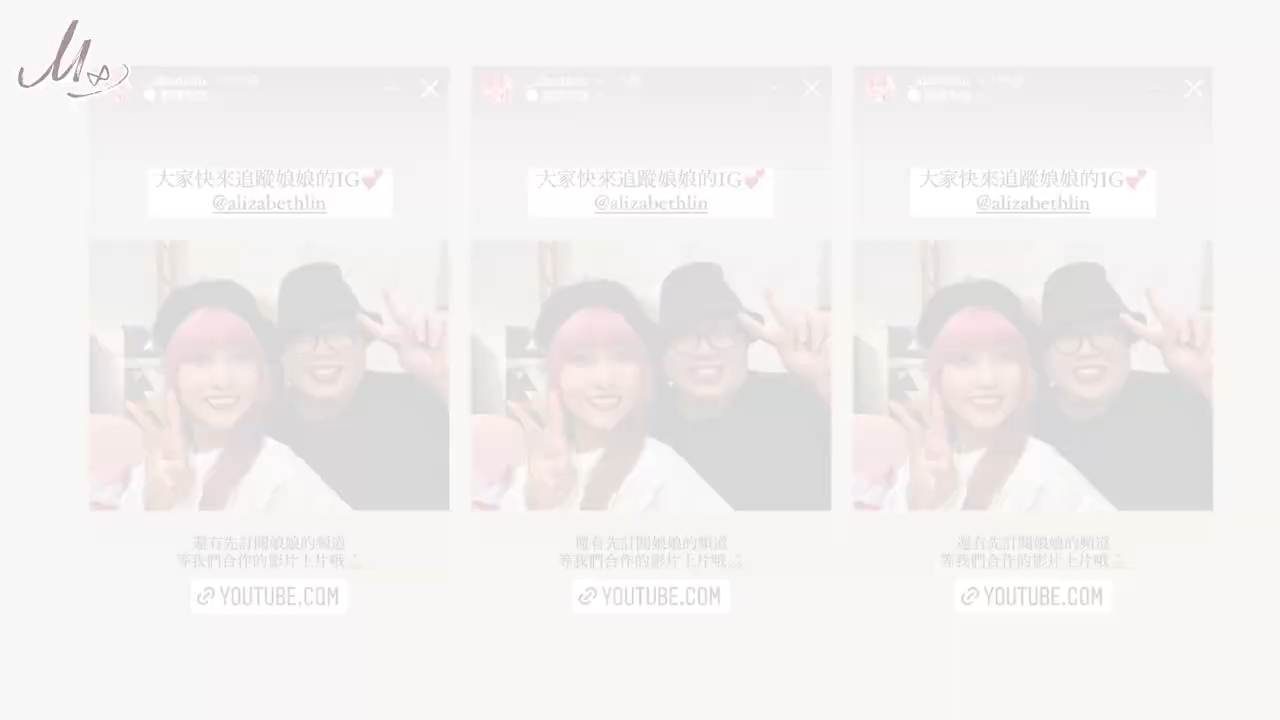 大家快來追蹤娘娘的IG💕
@alizabethlin
還有先訂閱娘娘的頻道
等我們合作的影片上片哦
YOUTUBE.COM
大家快來追蹤娘娘的IG💕
@alizabethlin
還有先訂閱娘娘的頻道
等我們合作的影片上片哦
YOUTUBE.COM
大家快來追蹤娘娘的IG💕
@alizabethlin
還有先訂閱娘娘的頻道
等我們合作的影片上片哦
YOUTUBE.COM